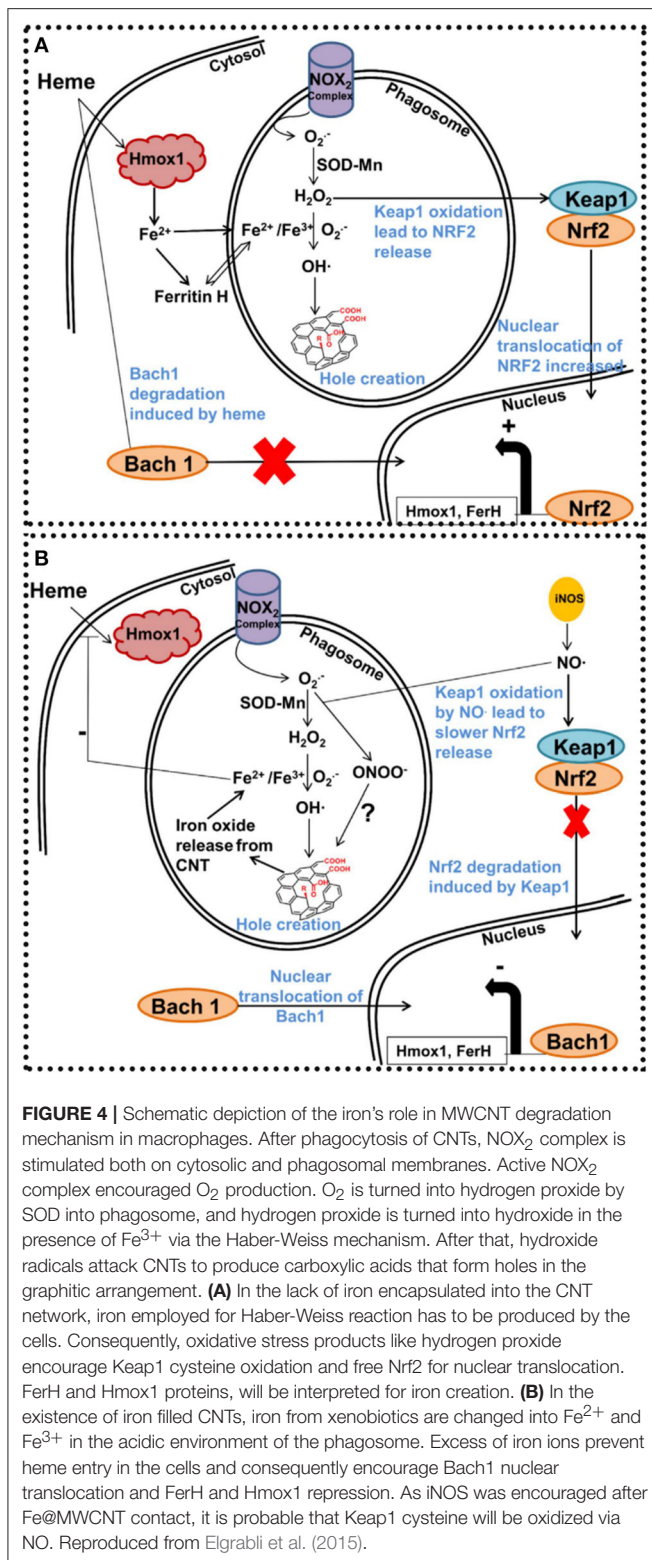 A
Cytosol
Heme
NOX₂
Complex
Phagosome
Hmox1
O₂·⁻
SOD-Mn
H₂O₂
Keap1
Keap1 oxidation
lead to NRF2
release
Fe²⁺
Fe²⁺/Fe³⁺ O₂·⁻
Nrf2
Ferritin H
OH·
COOH
COOH
OH
R
O
Hole creation
Nuclear
translocation of
NRF2 increased
Bach1
degradation
induced by heme
Nucleus
+
Bach 1
Hmox1, FerH
Nrf2
B
Cytosol
Heme
NOX₂
Complex
Phagosome
Hmox1
iNOS
O₂·⁻
NO·
SOD-Mn
Keap1 oxidation
by NO· lead to
slower Nrf2
release
H₂O₂
Keap1
Nrf2
-
Fe²⁺/Fe³⁺ O₂·⁻
ONOO⁻
OH·
?
Iron oxide
release from
CNT
COOH
COOH
OH
R
O
Hole creation
Nrf2 degradation
induced by Keap1
Nucleus
Nuclear
translocation of
Bach1
-
Bach 1
Hmox1, FerH
Bach1
FIGURE 4 | Schematic depiction of the iron's role in MWCNT degradation
mechanism in macrophages. After phagocytosis of CNTs, NOX₂ complex is
stimulated both on cytosolic and phagosomal membranes. Active NOX₂
complex encouraged O₂ production. O₂ is turned into hydrogen proxide by
SOD into phagosome, and hydrogen proxide is turned into hydroxide in the
presence of Fe³⁺ via the Haber-Weiss mechanism. After that, hydroxide
radicals attack CNTs to produce carboxylic acids that form holes in the
graphitic arrangement. (A) In the lack of iron encapsulated into the CNT
network, iron employed for Haber-Weiss reaction has to be produced by the
cells. Consequently, oxidative stress products like hydrogen proxide
encourage Keap1 cysteine oxidation and free Nrf2 for nuclear translocation.
FerH and Hmox1 proteins, will be interpreted for iron creation. (B) In the
existence of iron filled CNTs, iron from xenobiotics are changed into Fe²⁺ and
Fe³⁺ in the acidic environment of the phagosome. Excess of iron ions prevent
heme entry in the cells and consequently encourage Bach1 nuclear
translocation and FerH and Hmox1 repression. As iNOS was encouraged after
Fe@MWCNT contact, it is probable that Keap1 cysteine will be oxidized via
NO. Reproduced from Elgrabli et al. (2015).